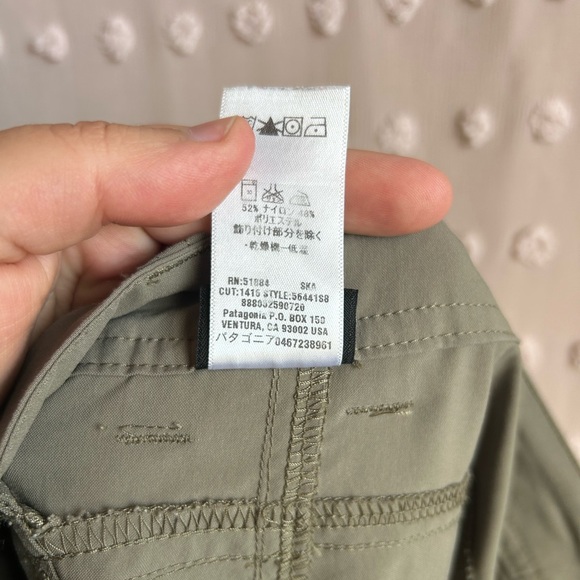 52% ナイロン 48%
ポリエステル
飾り付け部分を除く
・乾燥機－低温
RN:51884 SKA
CUT:1415 STYLE:56441S8
888052590720
Patagonia P.O. BOX 150
VENTURA, CA 93002 USA
パタゴニア0467238961